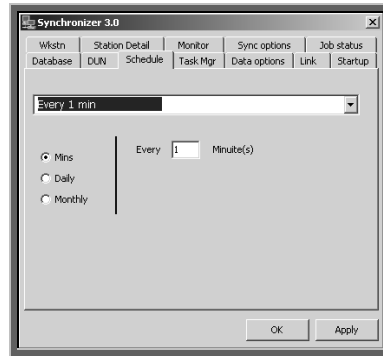 Synchronizer 3.0
Wkstn Station Detail Monitor Sync options Job status
Database DUN Schedule Task Mgr Data options Link Startup
Every 1 min
Mins
Every 1 Minuite(s)
Daily
Monthly
OK Apply